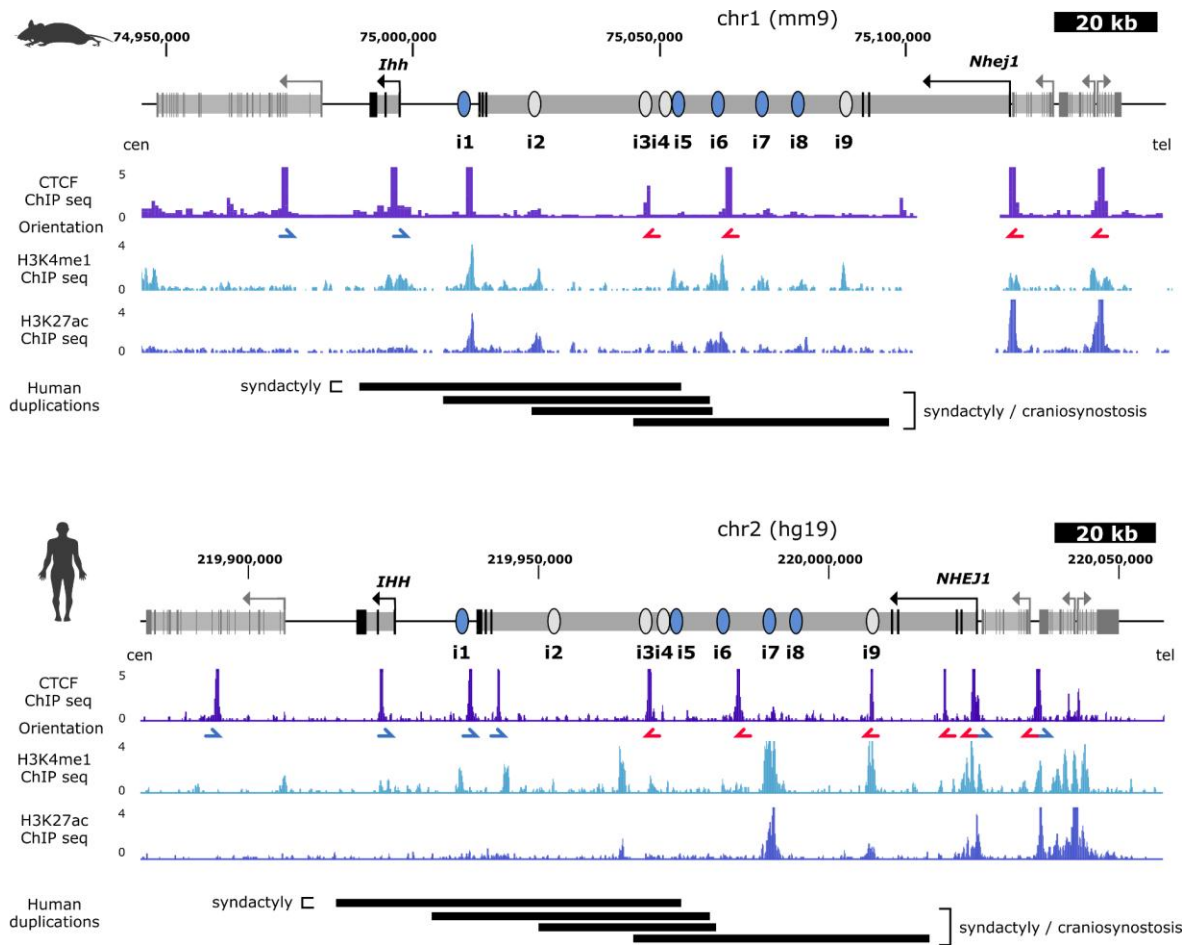 chr1 (mm9)
20 kb
74,950,000 75,000,000 75,050,000 75,100,000
Ihh Nhej1
i1 i2 i3 i4 i5 i6 i7 i8 i9
cen tel
CTCF
ChIP seq
5
0
Orientation
H3K4me1
ChIP seq
4
0
H3K27ac
ChIP seq
4
0
Human
duplications
syndactyly
syndactyly / craniosynostosis
chr2 (hg19)
20 kb
219,900,000 219,950,000 220,000,000 220,050,000
IHH NHEJ1
i1 i2 i3 i4 i5 i6 i7 i8 i9
cen tel
CTCF
ChIP seq
5
0
Orientation
H3K4me1
ChIP seq
4
0
H3K27ac
ChIP seq
4
0
Human
duplications
syndactyly
syndactyly / craniosynostosis